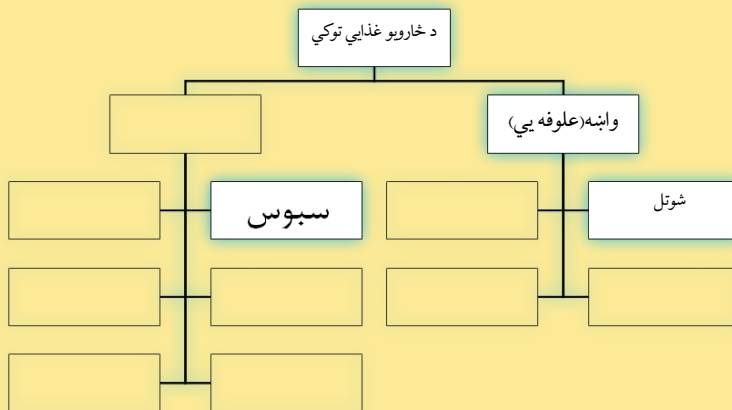 د څارويو غذايي توکي
واښه(علوفه يي)
شوتل
سبوس